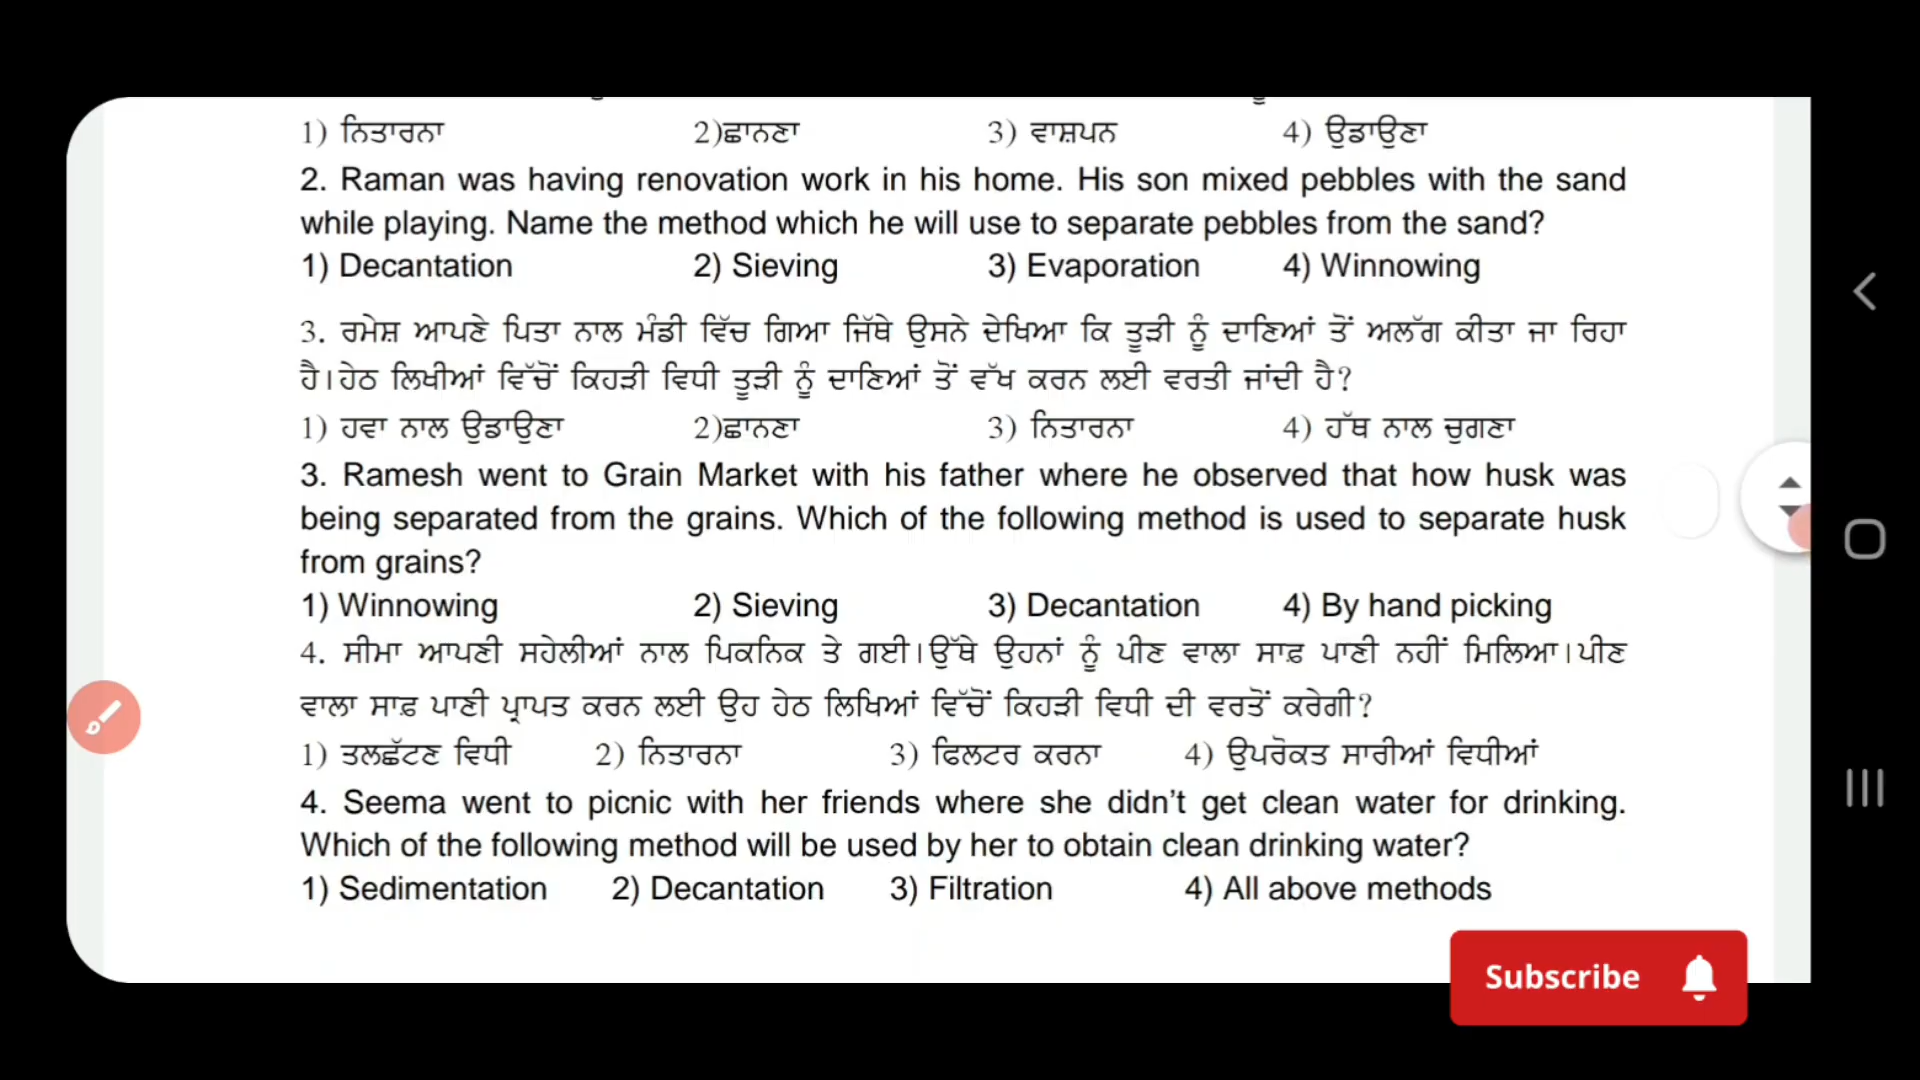 1) ਨਿਤਾਰਨਾ 2)ਛਾਨਣਾ 3) ਵਾਸ਼ਪਨ 4) ਉਡਾਉਣਾ
2. Raman was having renovation work in his home. His son mixed pebbles with the sand
while playing. Name the method which he will use to separate pebbles from the sand?
1) Decantation 2) Sieving 3) Evaporation 4) Winnowing
3. ਰਮੇਸ਼ ਆਪਣੇ ਪਿਤਾ ਨਾਲ ਮੰਡੀ ਵਿੱਚ ਗਿਆ ਜਿੱਥੇ ਉਸਨੇ ਦੇਖਿਆ ਕਿ ਤੂੜੀ ਨੂੰ ਦਾਣਿਆਂ ਤੋਂ ਅਲੱਗ ਕੀਤਾ ਜਾ ਰਿਹਾ
ਹੈ।ਹੇਠ ਲਿਖੀਆਂ ਵਿੱਚੋਂ ਕਿਹੜੀ ਵਿਧੀ ਤੂੜੀ ਨੂੰ ਦਾਣਿਆਂ ਤੋਂ ਵੱਖ ਕਰਨ ਲਈ ਵਰਤੀ ਜਾਂਦੀ ਹੈ?
1) ਹਵਾ ਨਾਲ ਉਡਾਉਣਾ 2)ਛਾਨਣਾ 3) ਨਿਤਾਰਨਾ 4) ਹੱਥ ਨਾਲ ਚੁਗਣਾ
3. Ramesh went to Grain Market with his father where he observed that how husk was
being separated from the grains. Which of the following method is used to separate husk
from grains?
1) Winnowing 2) Sieving 3) Decantation 4) By hand picking
4. ਸੀਮਾ ਆਪਣੀ ਸਹੇਲੀਆਂ ਨਾਲ ਪਿਕਨਿਕ ਤੇ ਗਈ।ਉੱਥੇ ਉਹਨਾਂ ਨੂੰ ਪੀਣ ਵਾਲਾ ਸਾਫ਼ ਪਾਣੀ ਨਹੀਂ ਮਿਲਿਆ।ਪੀਣ
ਵਾਲਾ ਸਾਫ਼ ਪਾਣੀ ਪ੍ਰਾਪਤ ਕਰਨ ਲਈ ਉਹ ਹੇਠ ਲਿਖਿਆਂ ਵਿੱਚੋਂ ਕਿਹੜੀ ਵਿਧੀ ਦੀ ਵਰਤੋਂ ਕਰੇਗੀ?
1) ਤਲਛੱਟਣ ਵਿਧੀ 2) ਨਿਤਾਰਨਾ 3) ਫਿਲਟਰ ਕਰਨਾ 4) ਉਪਰੋਕਤ ਸਾਰੀਆਂ ਵਿਧੀਆਂ
4. Seema went to picnic with her friends where she didn’t get clean water for drinking.
Which of the following method will be used by her to obtain clean drinking water?
1) Sedimentation 2) Decantation 3) Filtration 4) All above methods
Subscribe